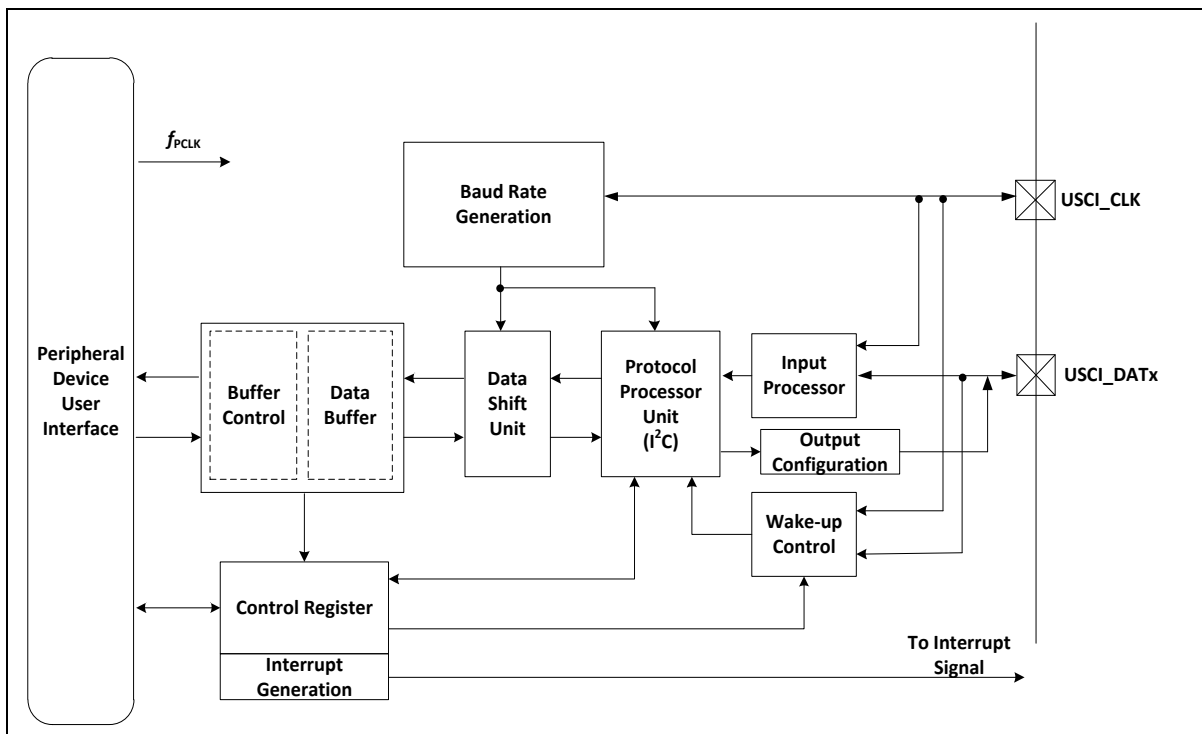 fPCLK
Baud Rate
Generation
USCI_CLK
Peripheral
Device
User
Interface
Buffer
Control
Data
Buffer
Data
Shift
Unit
Protocol
Processor
Unit
(I²C)
Input
Processor
USCI_DATx
Output
Configuration
Wake-up
Control
Control Register
Interrupt
Generation
To Interrupt
Signal